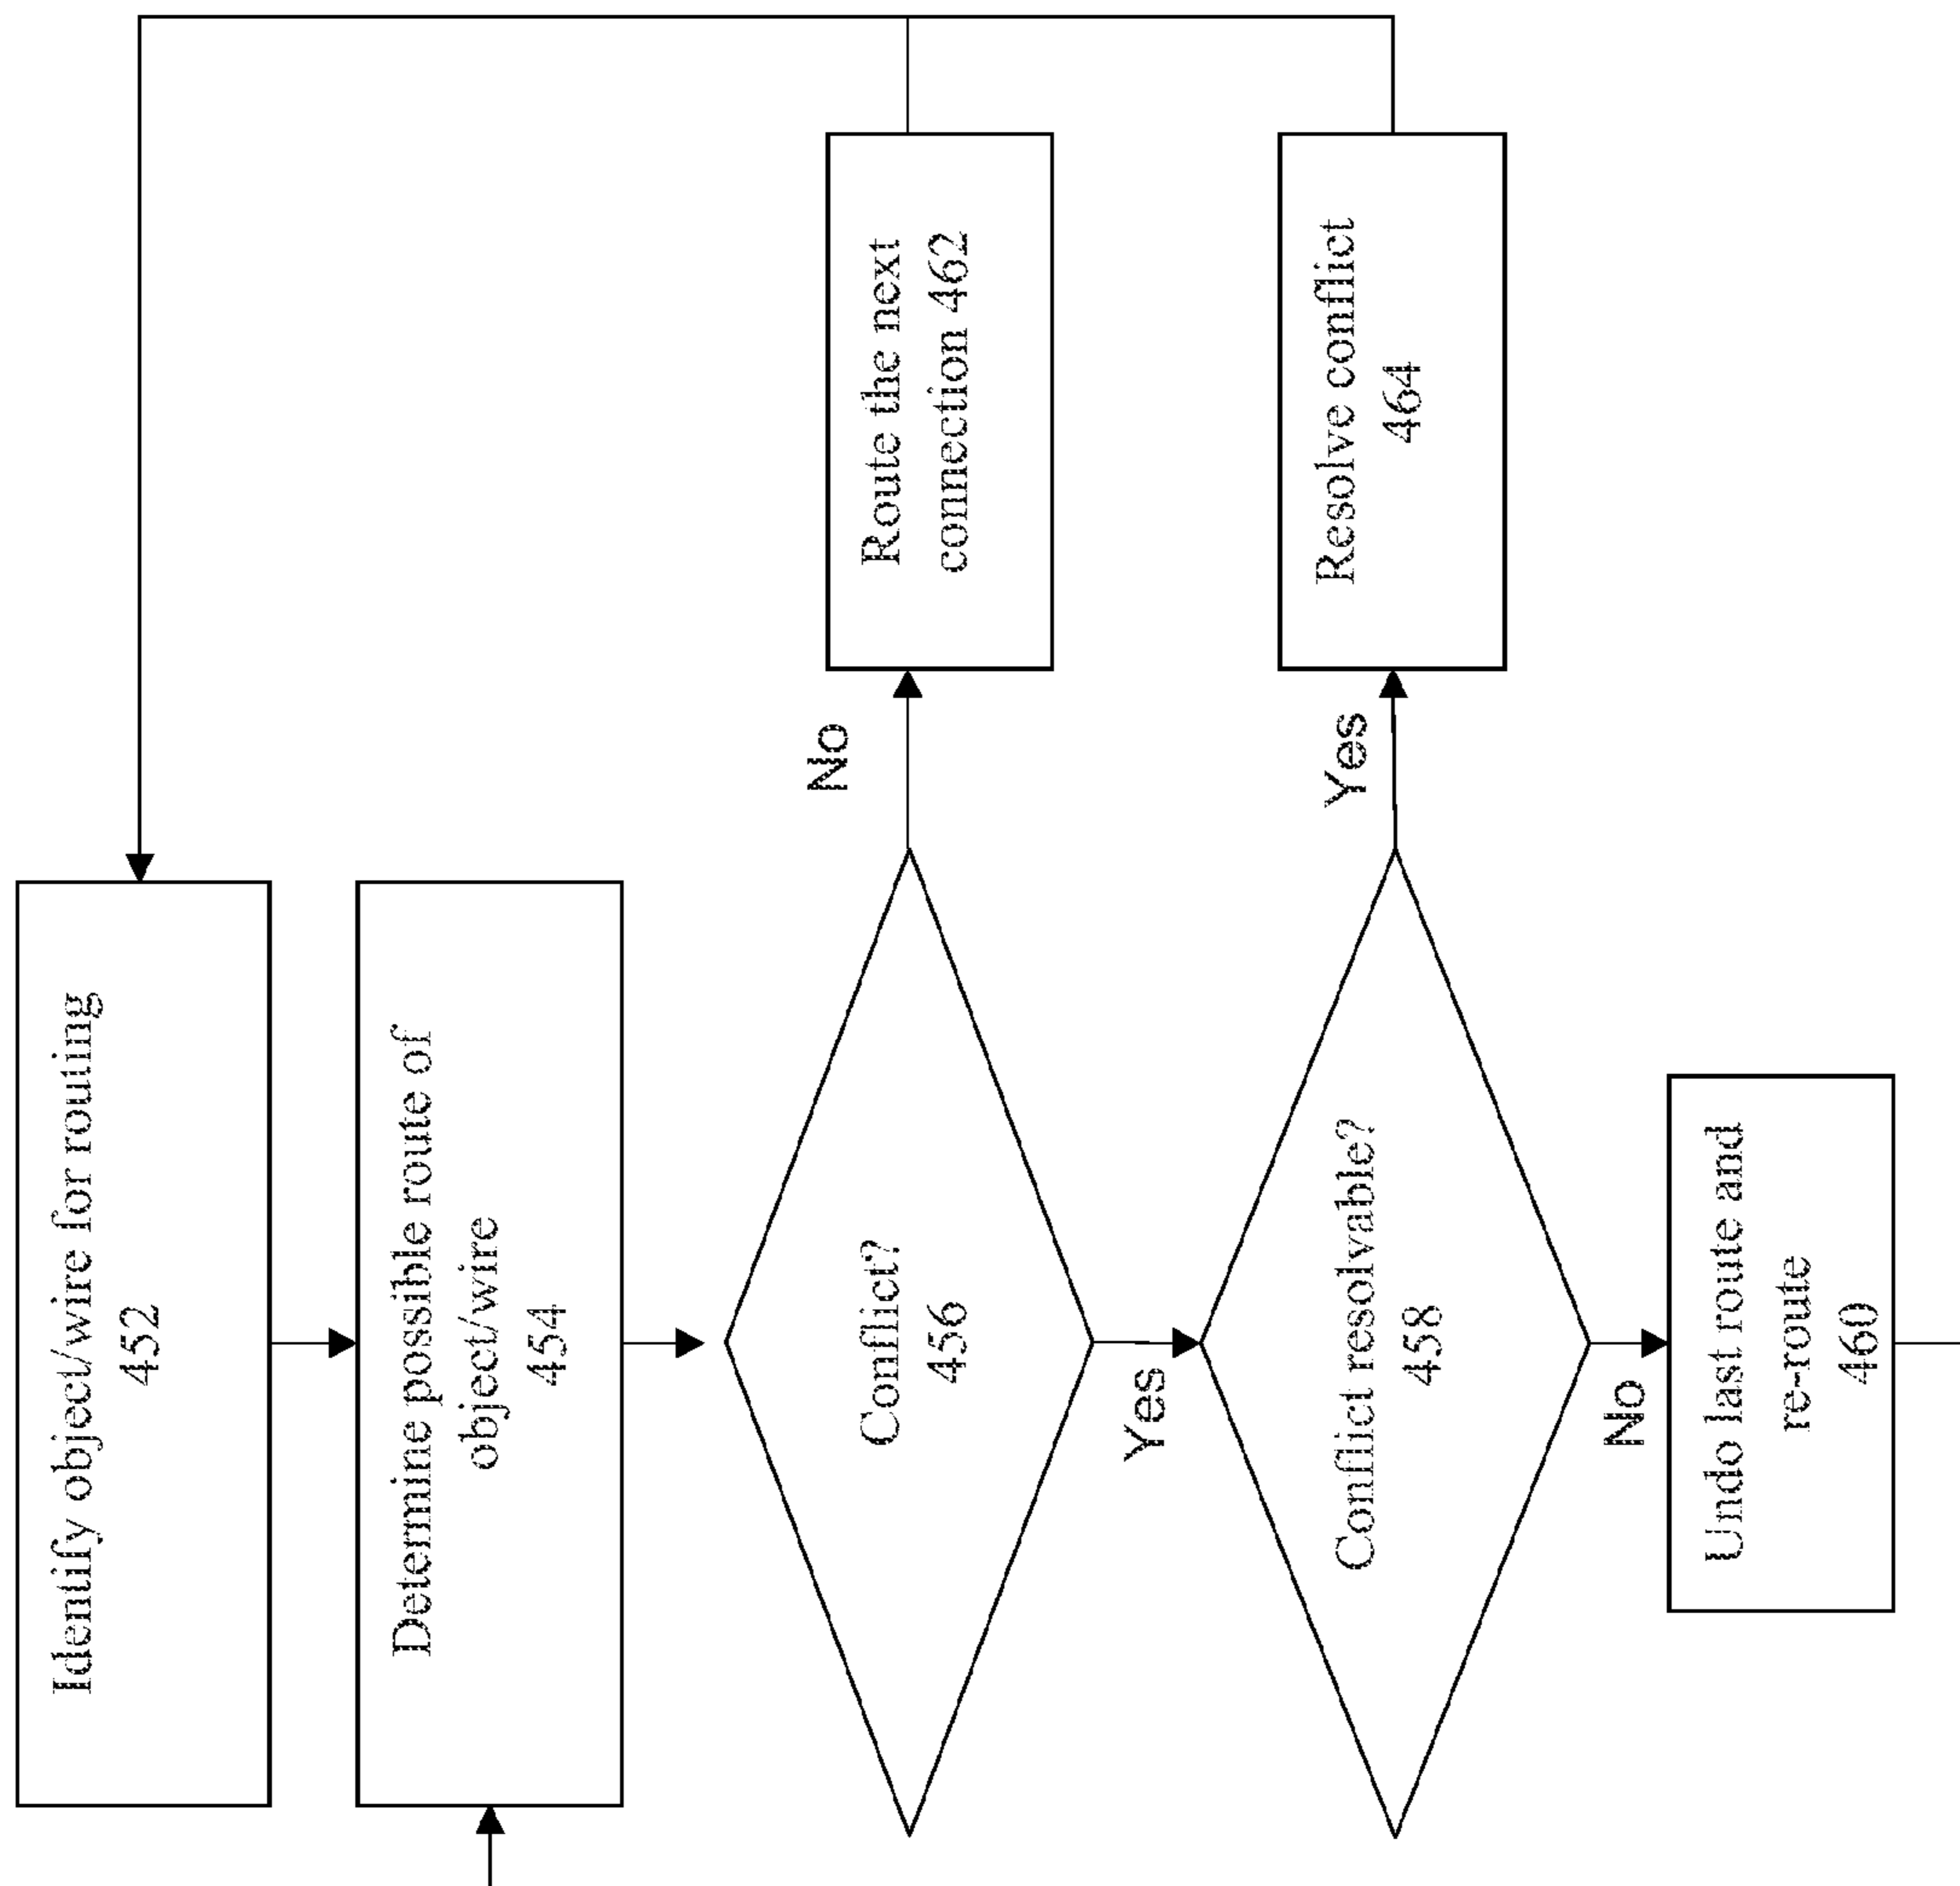 Identify object/wire for routing
452
Determine possible route of
object/wire
454
Conflict?
456
No
Route the next
connection 462
Yes
Conflict resolvable?
458
Yes
Resolve conflict
464
No
Undo last route and
re-route
460